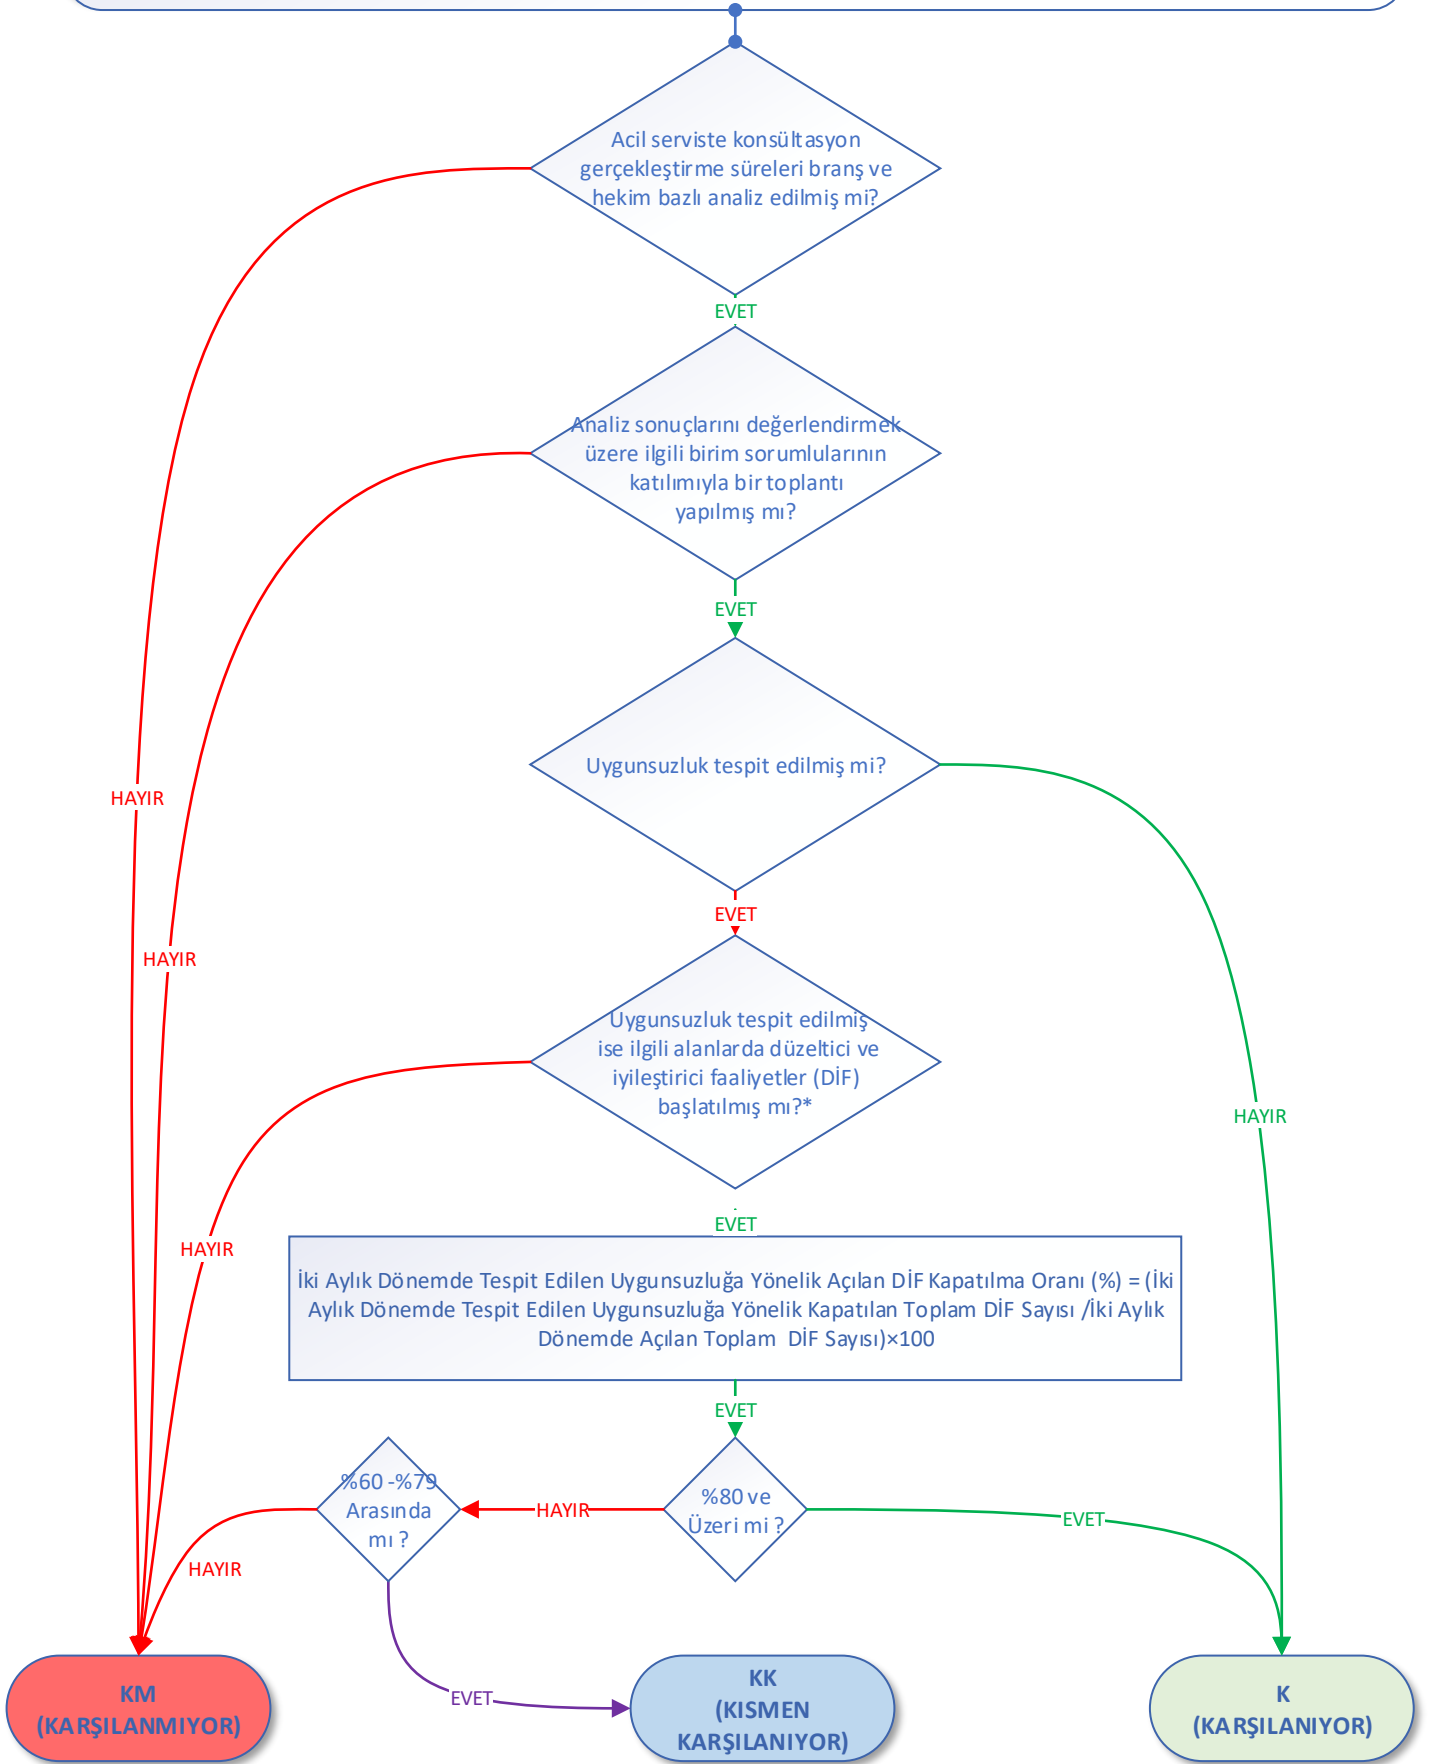 Acil serviste konsültasyon
gerçekleştirme süreleri branş ve
hekim bazlı analiz edilmiş mi?
EVET
Analiz sonuçlarını değerlendirmek
üzere ilgili birim sorumlularının
katılımıyla bir toplantı
yapılmış mı?
EVET
Uygunsuzluk tespit edilmiş mi?
HAYIR
EVET
HAYIR
Uygunsuzluk tespit edilmiş
ise ilgili alanlarda düzeltici ve
iyileştirici faaliyetler (DİF)
başlatılmış mı?*
HAYIR
EVET
HAYIR
İki Aylık Dönemde Tespit Edilen Uygunsuzluğa Yönelik Açılan DİF Kapatılma Oranı (%) = (İki
Aylık Dönemde Tespit Edilen Uygunsuzluğa Yönelik Kapatılan Toplam DİF Sayısı /İki Aylık
Dönemde Açılan Toplam DİF Sayısı)×100
EVET
%60 -%79
Arasında
mı ?
HAYIR
%80 ve
Üzeri mi ?
EVET
HAYIR
EVET
KM
(KARŞILANMIYOR)
KK
(KISMEN
KARŞILANIYOR)
K
(KARŞILANIYOR)